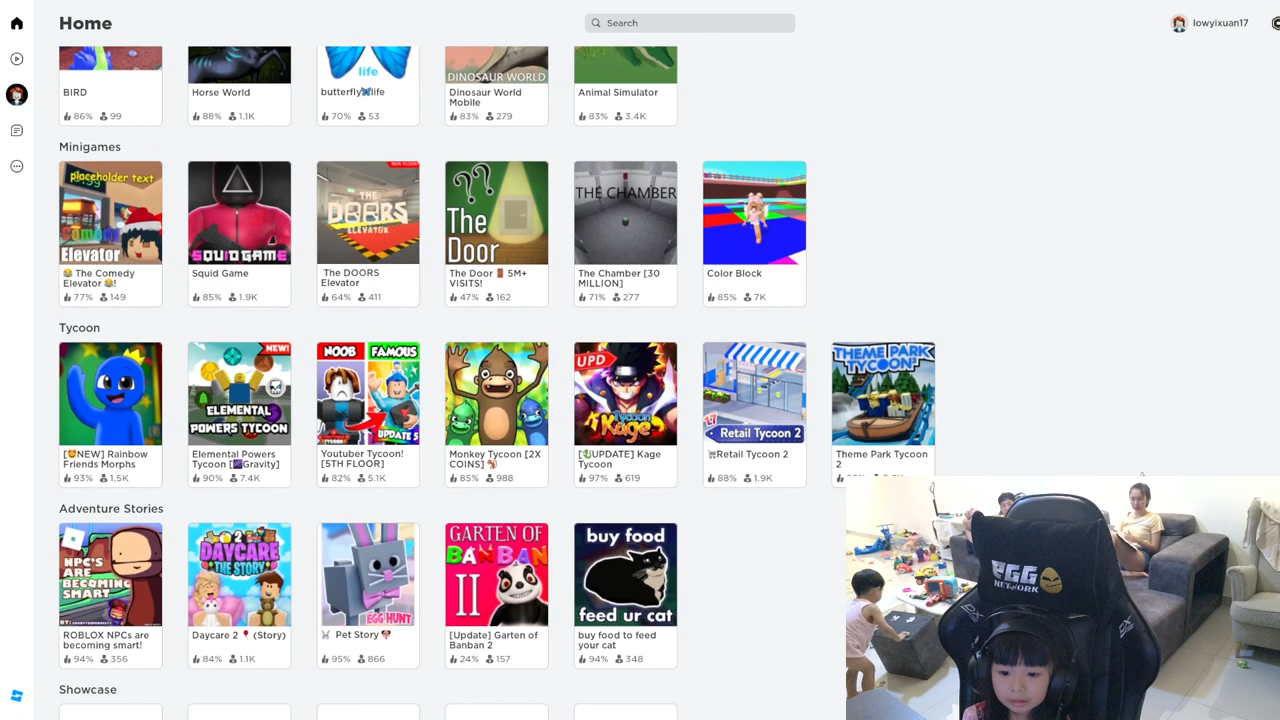 Home
Search
lowyixuan17
life
DINOSAUR WORLD
BIRD
Horse World
butterfly🦋life
Dinosaur World
Mobile
Animal Simulator
86% 99
88% 1.1K
70% 53
83% 279
83% 3.4K
Minigames
placeholder text
Elevator
SQUID GAME
NEW FLOOR!
THE
DOORS
ELEVATOR
??
The
Door
THE CHAMBER
😂 The Comedy
Elevator 😂!
Squid Game
The DOORS
Elevator
The Door 🚪 5M+
VISITS!
The Chamber [30
MILLION]
Color Block
77% 149
85% 1.9K
64% 411
47% 162
71% 277
85% 7K
Tycoon
NEW!
ELEMENTAL
POWERS TYCOON
NOOB
FAMOUS
UPDATE 5
UPD
Tycoon
Kage
Retail Tycoon 2
THEME PARK
TYCOON 2
[🤩NEW] Rainbow
Friends Morphs
Elemental Powers
Tycoon [🌌Gravity]
Youtuber Tycoon!
[5TH FLOOR]
Monkey Tycoon [2X
COINS] 🐒
[🐉UPDATE] Kage
Tycoon
🛒Retail Tycoon 2
Theme Park Tycoon
2
93% 1.5K
90% 7.4K
82% 5.1K
85% 988
97% 619
88% 1.9K
Adventure Stories
NPC'S
ARE
BECOMING
SMART
2
DAYCARE
THE STORY
EGG HUNT
GARTEN OF
BANBAN
II
buy food
feed ur cat
ROBLOX NPCs are
becoming smart!
Daycare 2 🎈 (Story)
🐰 Pet Story 🐶
[Update] Garten of
Banban 2
buy food to feed
your cat
94% 356
84% 1.1K
95% 866
24% 157
94% 348
Showcase
EGG
NETWORK